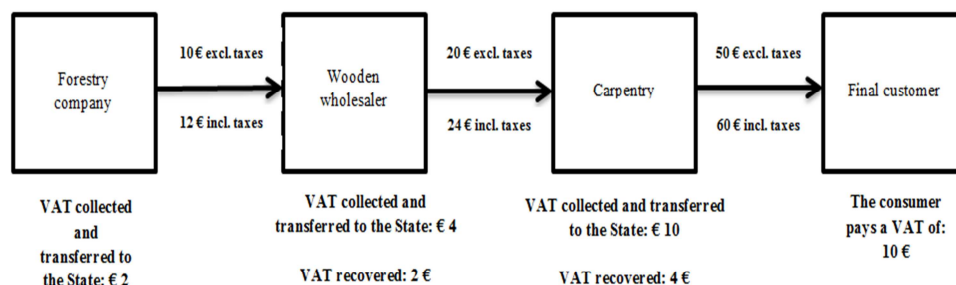 Forestry
company
10 € excl. taxes
12 € incl. taxes
Wooden
wholesaler
20 € excl. taxes
24 € incl. taxes
Carpentry
50 € excl. taxes
60 € incl. taxes
Final customer
VAT collected
and
transferred to
the State: € 2
VAT collected and
transferred to the State: € 4
VAT recovered: 2 €
VAT collected and transferred
to the State: € 10
VAT recovered: 4 €
The consumer
pays a VAT of:
10 €